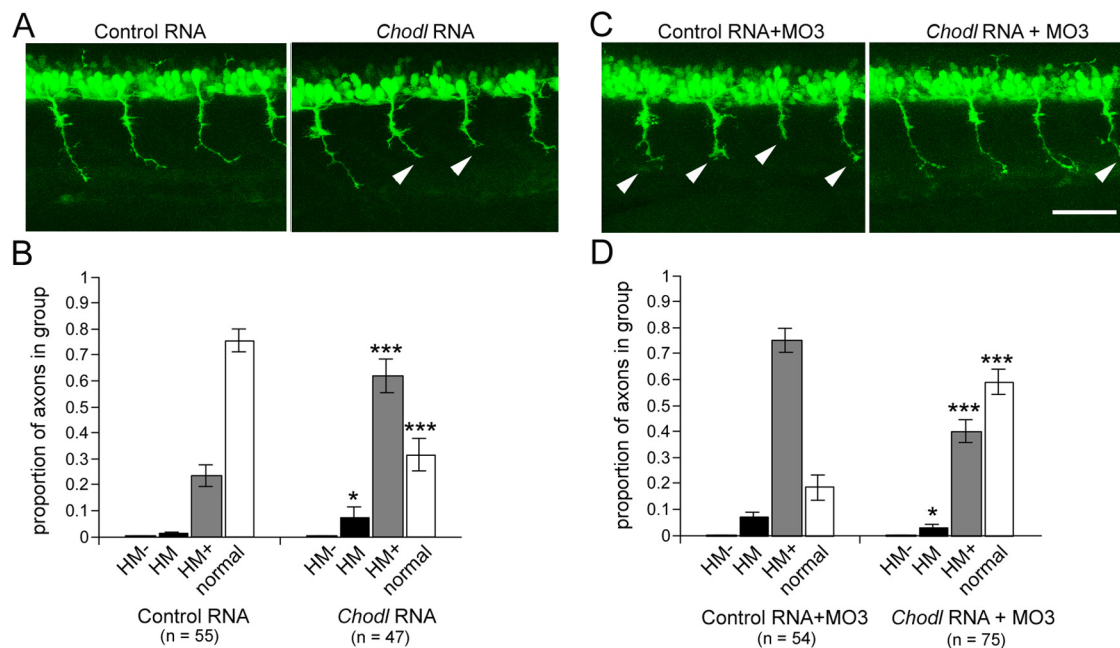 A
Control RNA
Chodl RNA
B
proportion of axons in group
1
0.9
0.8
0.7
0.6
0.5
0.4
0.3
0.2
0.1
0
***
***
*
HM-
HM
HM+
normal
HM-
HM
HM+
normal
Control RNA
(n = 55)
Chodl RNA
(n = 47)
C
Control RNA+MO3
Chodl RNA + MO3
D
proportion of axons in group
1
0.9
0.8
0.7
0.6
0.5
0.4
0.3
0.2
0.1
0
***
***
*
HM-
HM
HM+
normal
HM-
HM
HM+
normal
Control RNA+MO3
(n = 54)
Chodl RNA + MO3
(n = 75)